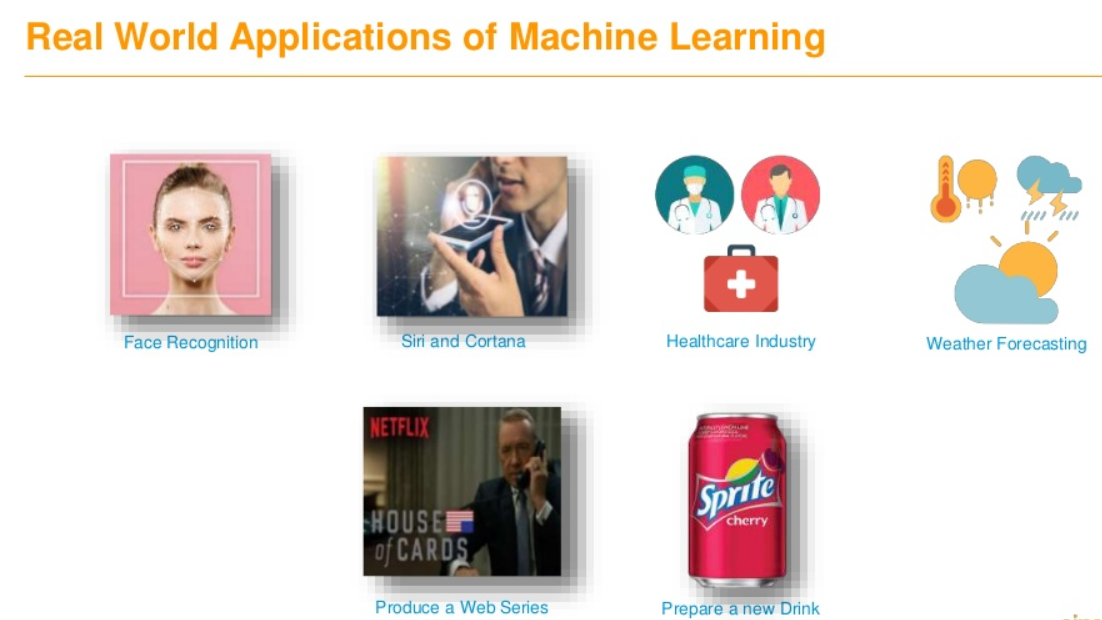 Real World Applications of Machine Learning
Face Recognition
Siri and Cortana
Healthcare Industry
Weather Forecasting
NETFLIX
HOUSE
of CARDS
Sprite
cherry
Produce a Web Series
Prepare a new Drink